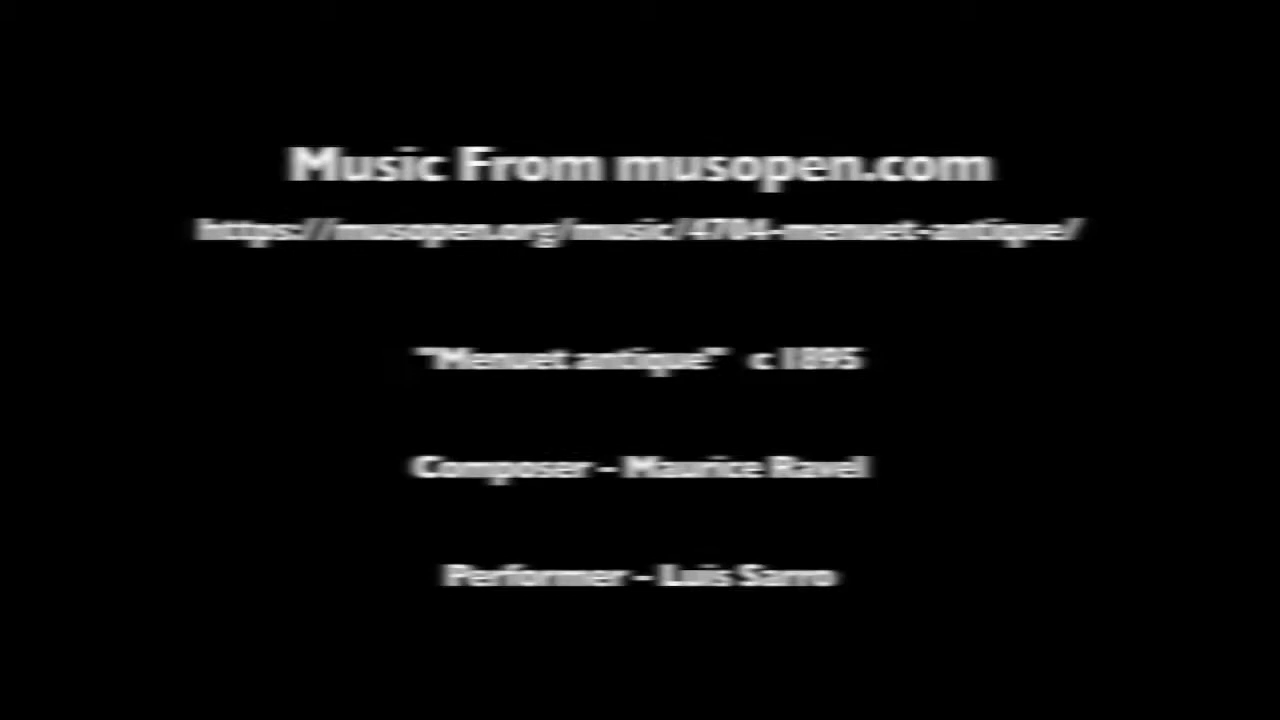 Music From musopen.com
https://musopen.org/music/4704-menuet-antique/
"Menuet antique" c 1895
Composer - Maurice Ravel
Performer - Luis Sarro